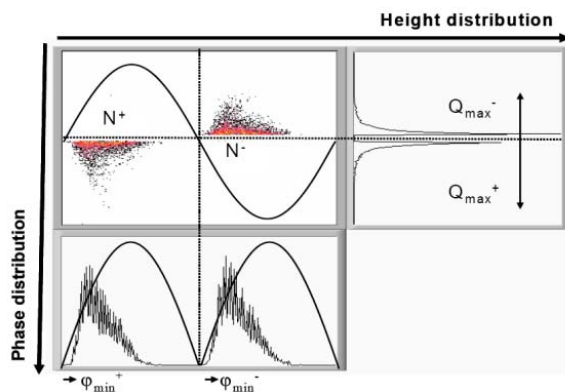 Height distribution
N+
N-
Qmax-
Qmax+
Phase distribution
φmin+
φmin-